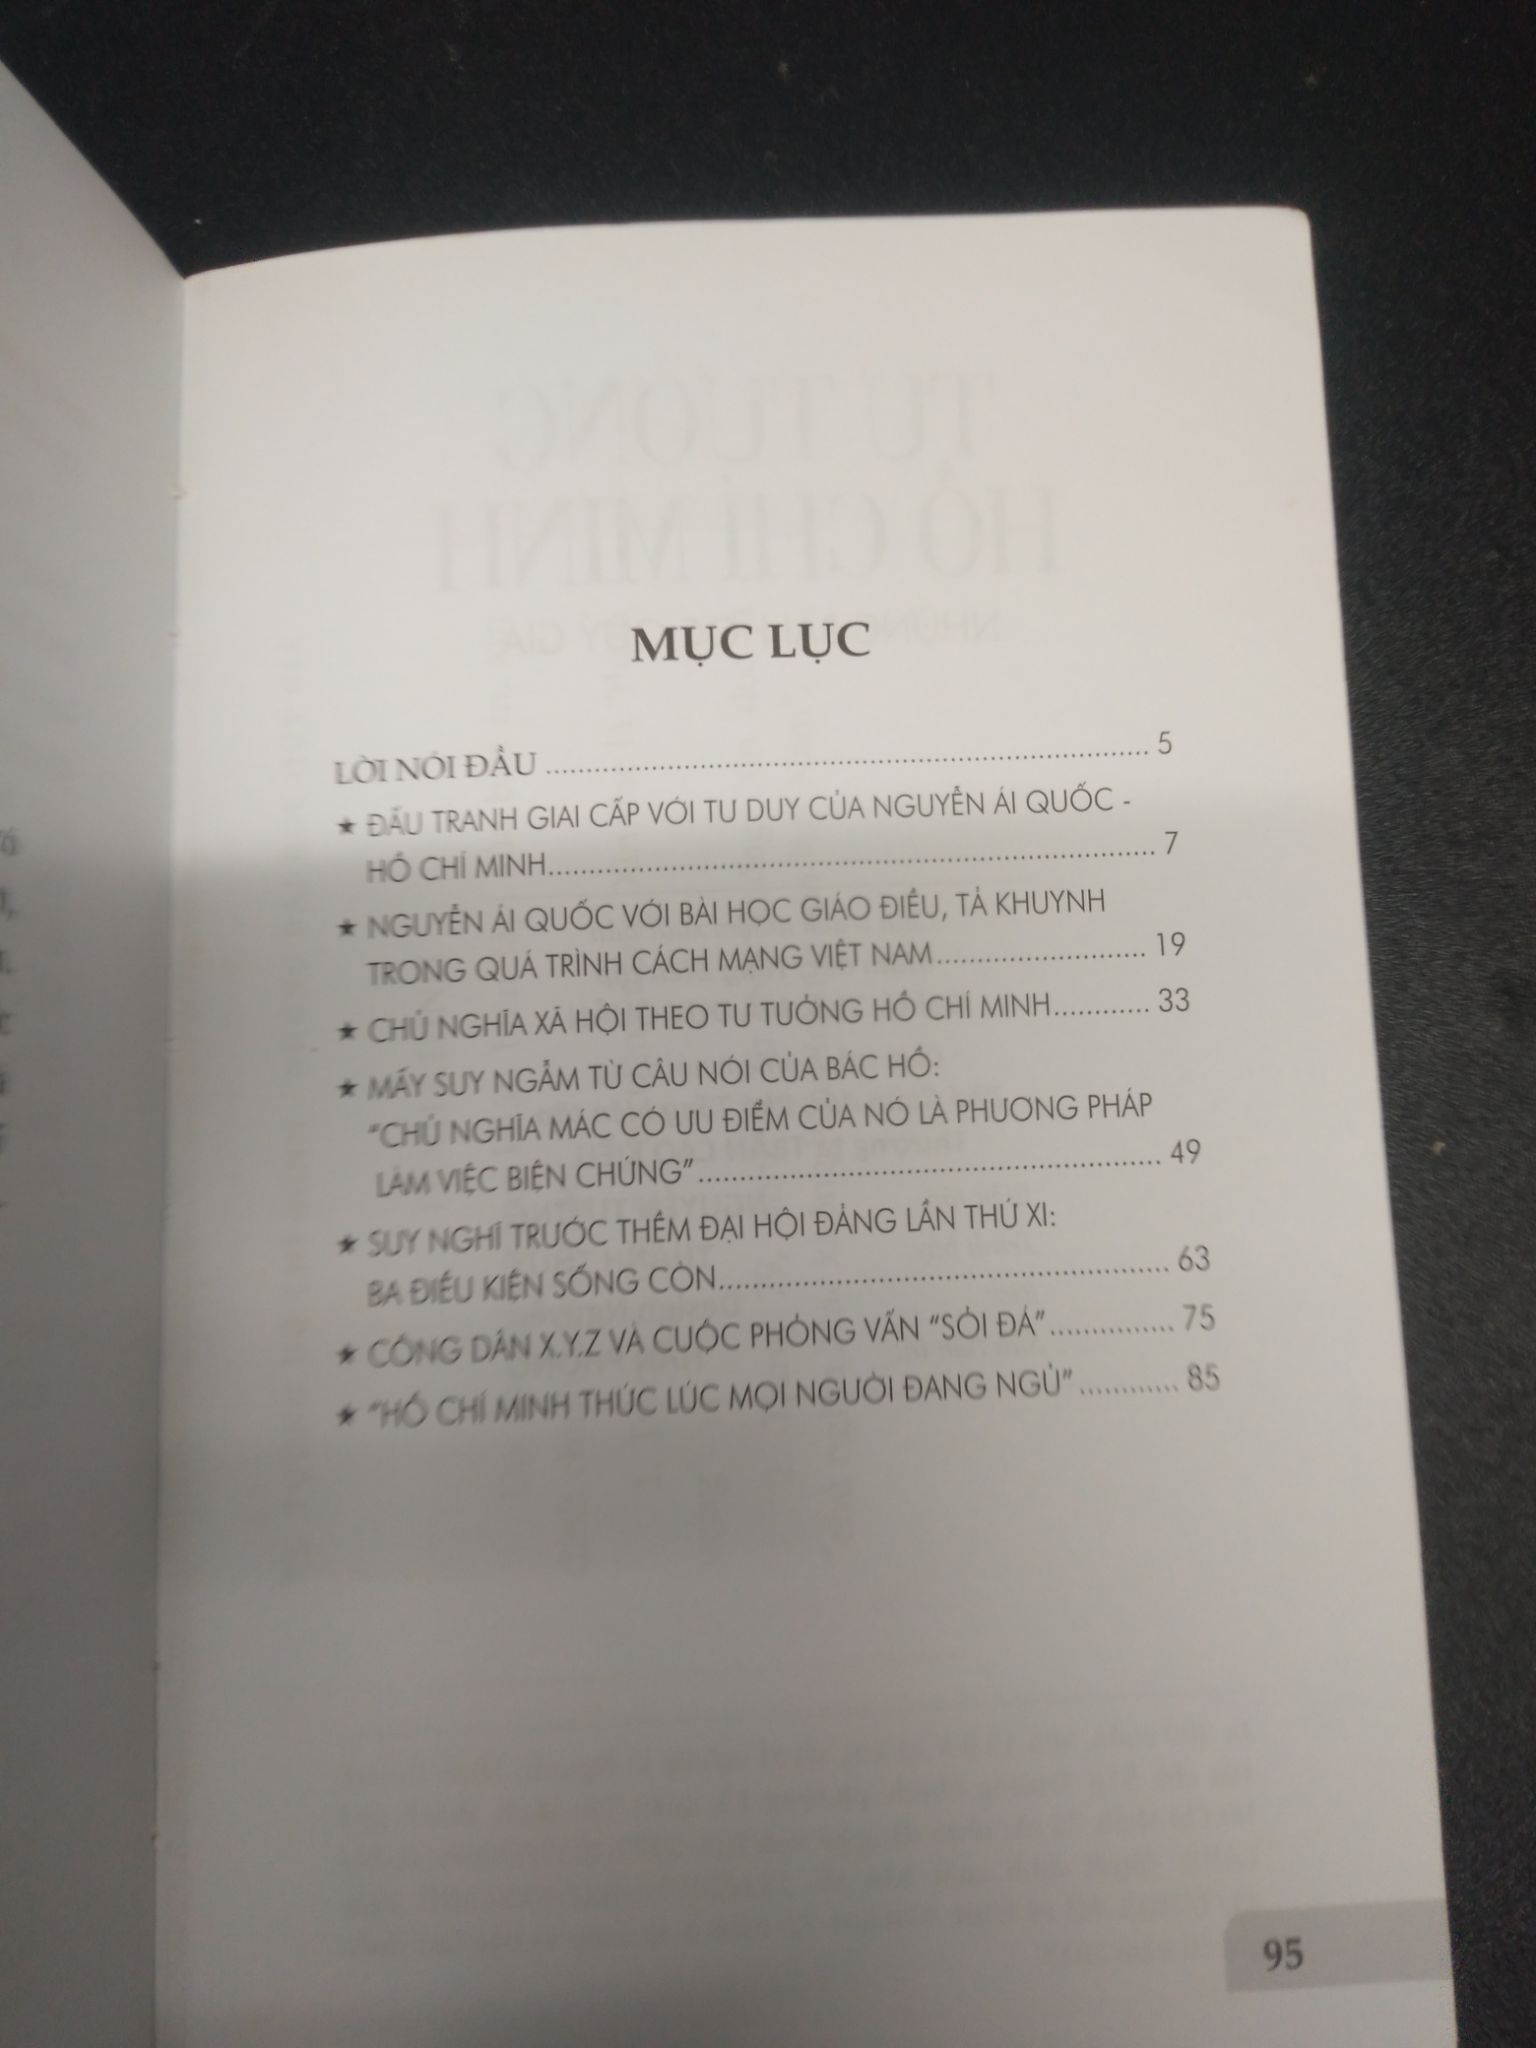 MỤC LỤC
LỜI NÓI ĐẦU ........................................................... 5
★ ĐẤU TRANH GIAI CẤP VỚI TƯ DUY CỦA NGUYỄN ÁI QUỐC -
HỒ CHÍ MINH........................................................... 7
★ NGUYỄN ÁI QUỐC VỚI BÀI HỌC GIÁO ĐIỀU, TẢ KHUYNH
TRONG QUÁ TRÌNH CÁCH MẠNG VIỆT NAM.......................... 19
★ CHỦ NGHĨA XÃ HỘI THEO TƯ TƯỞNG HỒ CHÍ MINH............ 33
★ MẤY SUY NGẪM TỪ CÂU NÓI CỦA BÁC HỒ:
“CHỦ NGHĨA MÁC CÓ ƯU ĐIỂM CỦA NÓ LÀ PHƯƠNG PHÁP
LÀM VIỆC BIỆN CHỨNG”......................................................... 49
★ SUY NGHĨ TRƯỚC THỀM ĐẠI HỘI ĐẢNG LẦN THỨ XI:
BA ĐIỀU KIỆN SỐNG CÒN....................................................... 63
★ CÔNG DÂN X.Y.Z VÀ CUỘC PHỎNG VẤN “SỎI ĐÁ”................ 75
★ “HỒ CHÍ MINH THỨC LÚC MỌI NGƯỜI ĐANG NGỦ”............. 85
95